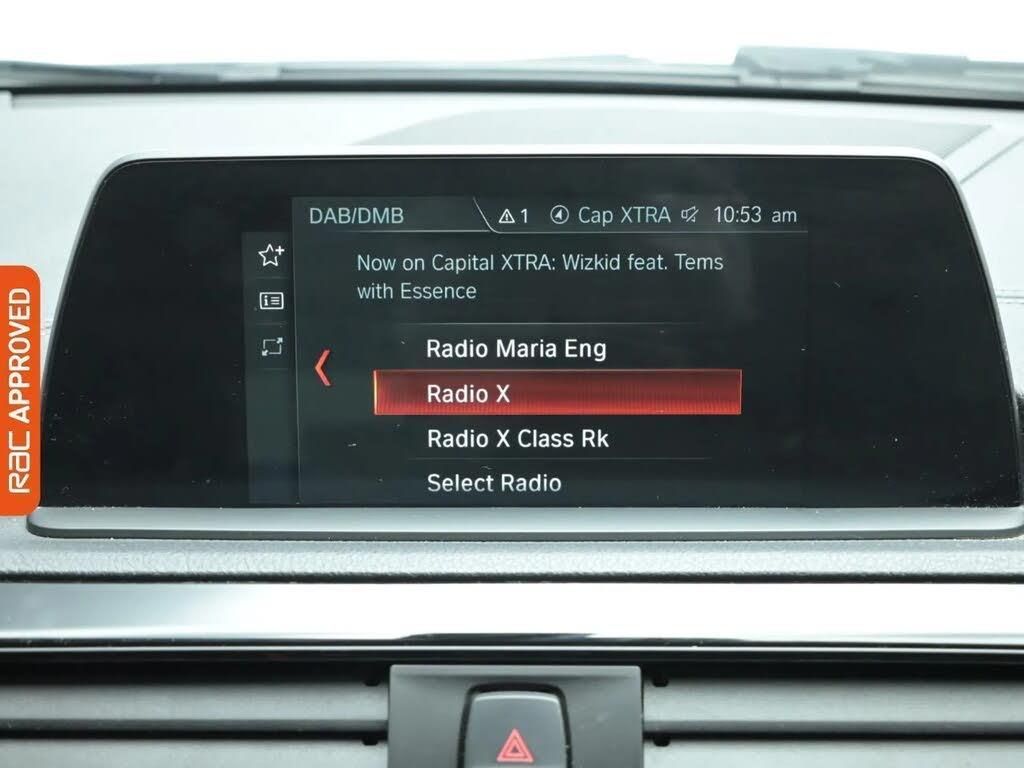 DAB/DMB
1
Cap XTRA
10:53 am
Now on Capital XTRA: Wizkid feat. Tems
with Essence
Radio Maria Eng
Radio X
Radio X Class Rk
Select Radio
RAC APPROVED